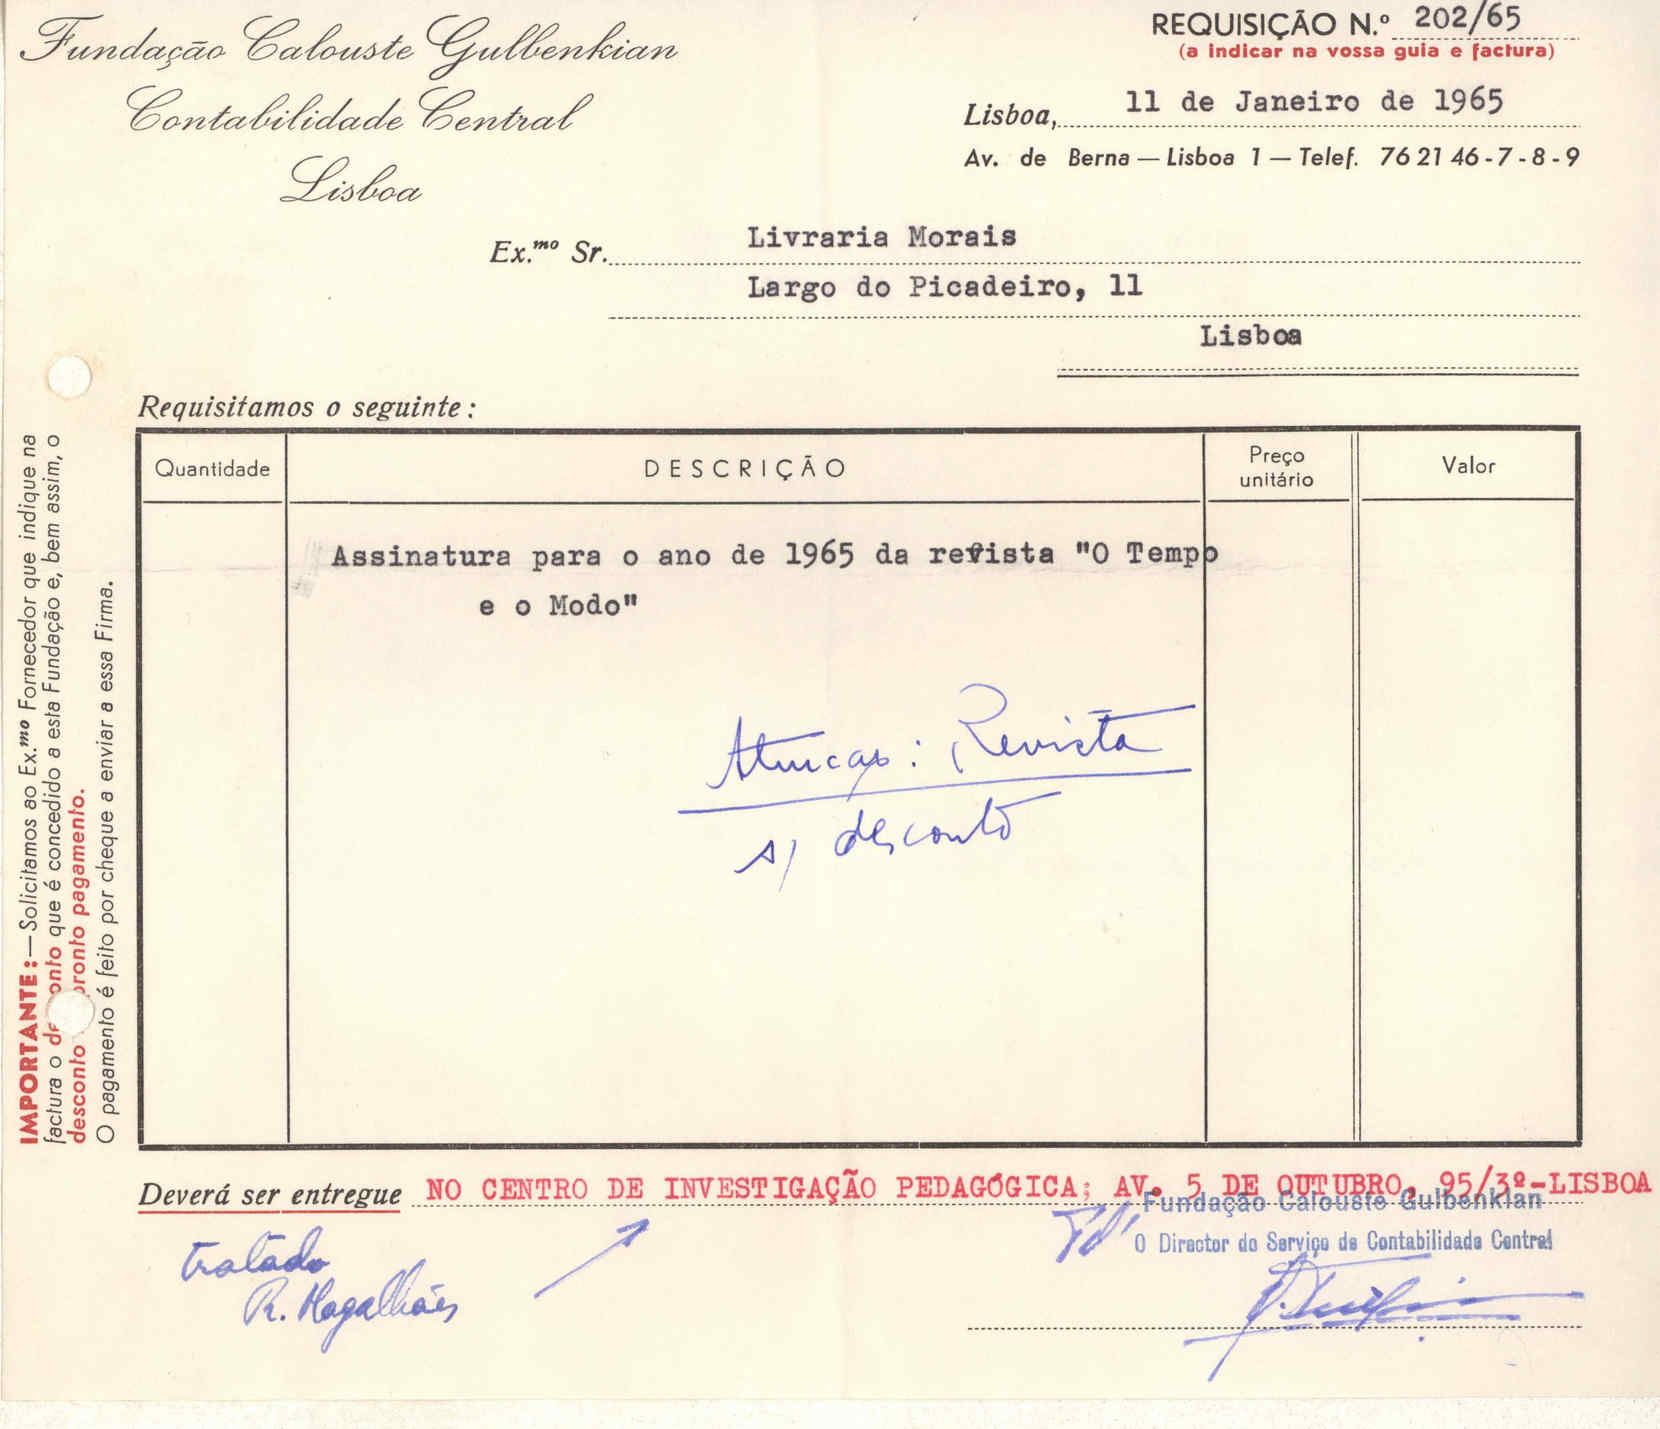 Fundação Calouste Gulbenkian
Contabilidade Central
Lisboa
REQUISIÇÃO N.º 202/65
(a indicar na vossa guia e factura)
Lisboa, 11 de Janeiro de 1965
Av. de Berna — Lisboa 1 — Telef. 76 21 46 - 7 - 8 - 9
Ex.mo Sr. Livraria Morais
Largo do Picadeiro, 11
Lisboa
Requisitamos o seguinte:
Quantidade DESCRIÇÃO Preço unitário Valor
Assinatura para o ano de 1965 da revista "O Tempo
e o Modo"
Atenção: Revista
s/ desconto
IMPORTANTE: — Solicitamos ao Ex.mo Fornecedor que indique na
factura o desconto que é concedido a esta Fundação e, bem assim, o
desconto pronto pagamento.
O pagamento é feito por cheque a enviar a essa Firma.
Deverá ser entregue NO CENTRO DE INVESTIGAÇÃO PEDAGÓGICA; AV. 5 DE OUTUBRO, 95/3º-LISBOA
Fundação Calouste Gulbenkian
O Director do Serviço de Contabilidade Central
tratado
R. Magalhães